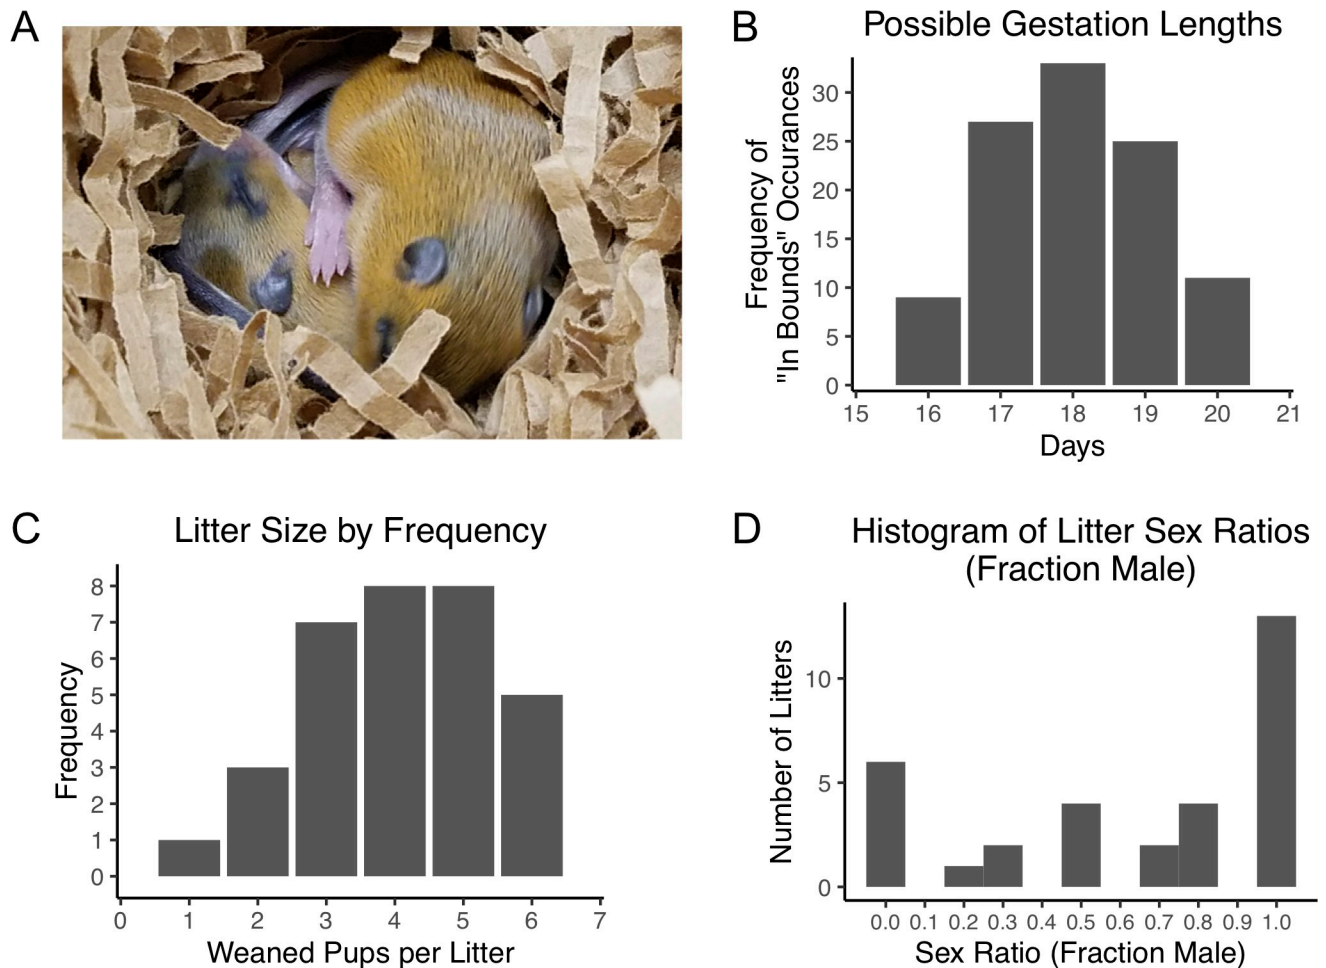 A
B
Possible Gestation Lengths
Frequency of
"In Bounds" Occurances
30
25
20
15
10
5
0
15 16 17 18 19 20 21
Days
C
Litter Size by Frequency
Frequency
8
7
6
5
4
3
2
1
0
0 1 2 3 4 5 6 7
Weaned Pups per Litter
D
Histogram of Litter Sex Ratios
(Fraction Male)
Number of Litters
10
5
0
0.0 0.1 0.2 0.3 0.4 0.5 0.6 0.7 0.8 0.9 1.0
Sex Ratio (Fraction Male)